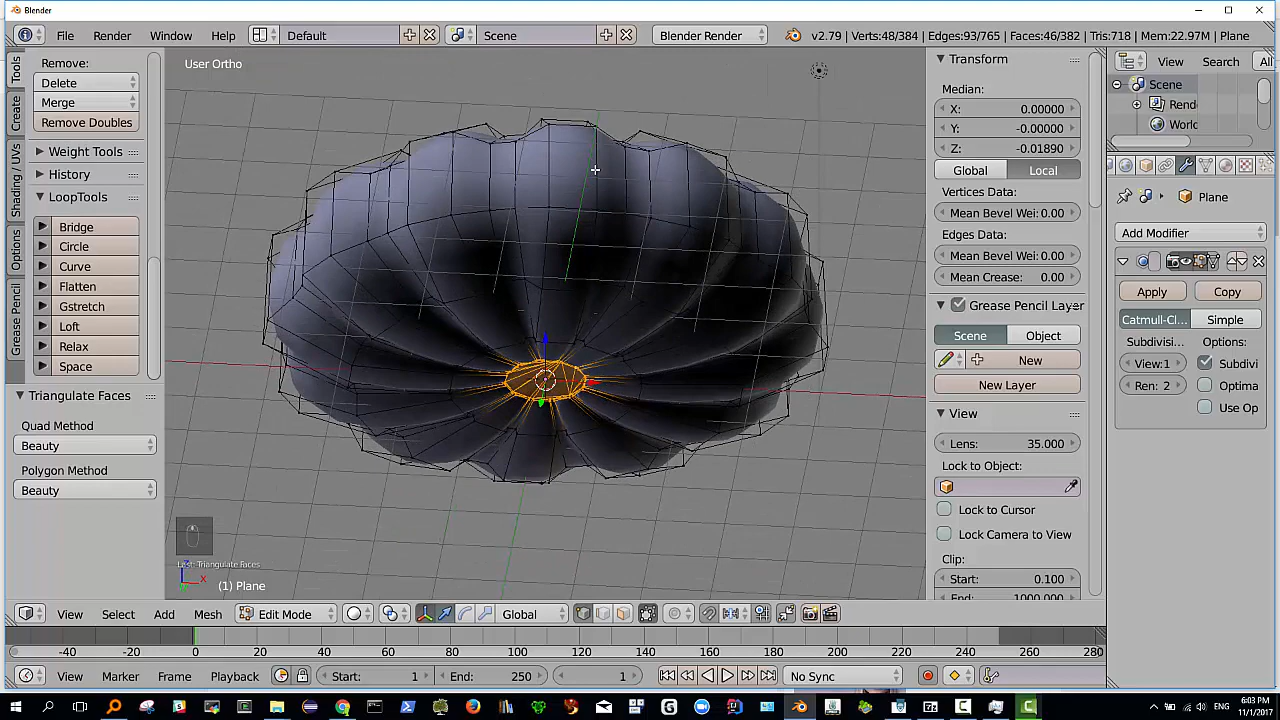 Blender
File Render Window Help Default Scene Blender Render v2.79 | Verts:48/384 | Edges:93/765 | Faces:46/382 | Tris:718 | Mem:22.97M | Plane
Tools
Create
Shading / UVs
Options
Grease Pencil
Remove:
Delete
Merge
Remove Doubles
Weight Tools
History
LoopTools
Bridge
Circle
Curve
Flatten
Gstretch
Loft
Relax
Space
Triangulate Faces
Quad Method
Beauty
Polygon Method
Beauty
User Ortho
Last: Triangulate Faces
(1) Plane
Transform
Median:
X: 0.00000
Y: -0.00000
Z: -0.01890
Global Local
Vertices Data:
Mean Bevel Wei: 0.00
Edges Data:
Mean Bevel Wei: 0.00
Mean Crease: 0.00
Grease Pencil Layer
Scene Object
New
New Layer
View
Lens: 35.000
Lock to Object:
Lock to Cursor
Lock Camera to View
Clip:
Start: 0.100
End: 1000.000
View Search All
Scene
Rend
World
Plane
Add Modifier
Apply Copy
Catmull-Cl... Simple
Subdivisi... Options:
View: 1 Subdivi
Ren: 2 Optima
Use Op
View Select Add Mesh Edit Mode Global
-40 -20 0 20 40 60 80 100 120 140 160 180 200 220 240 260 280
View Marker Frame Playback Start: 1 End: 250 1 No Sync
ENG 6:03 PM
11/1/2017